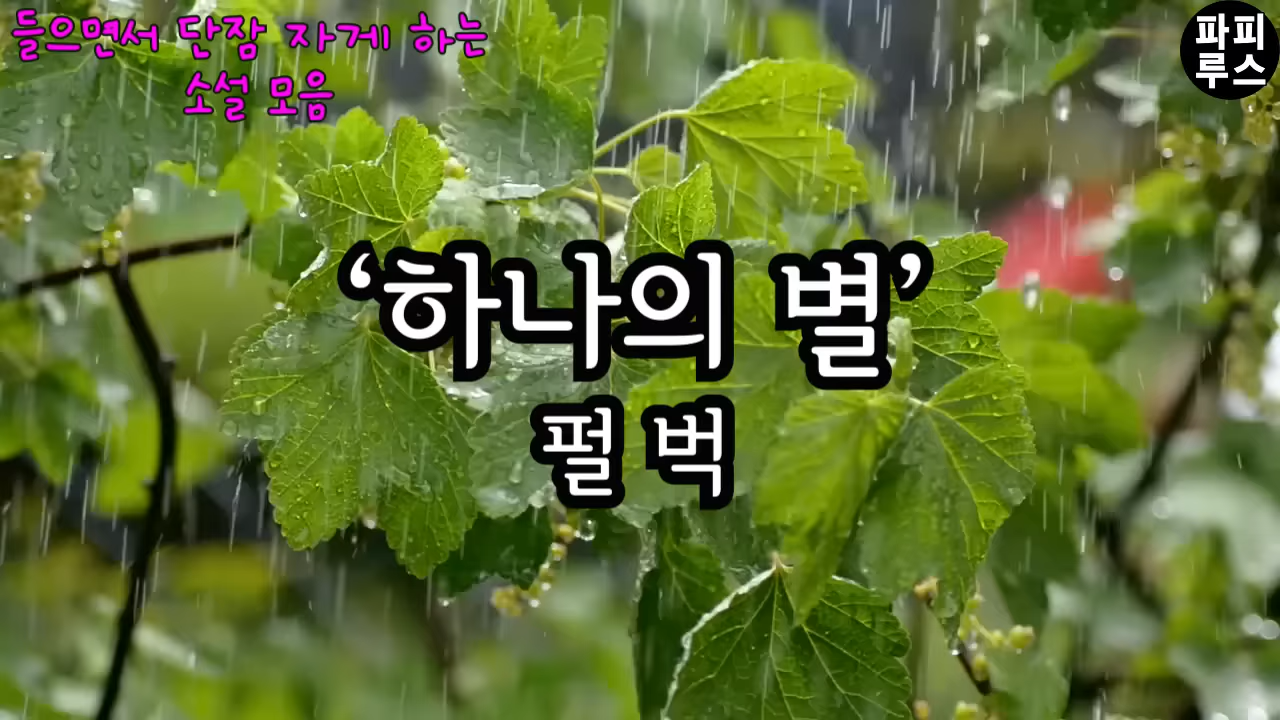 들으면서 단잠 자게 하는
소설 모음
파피
루스
‘하나의 별’
펄 벅